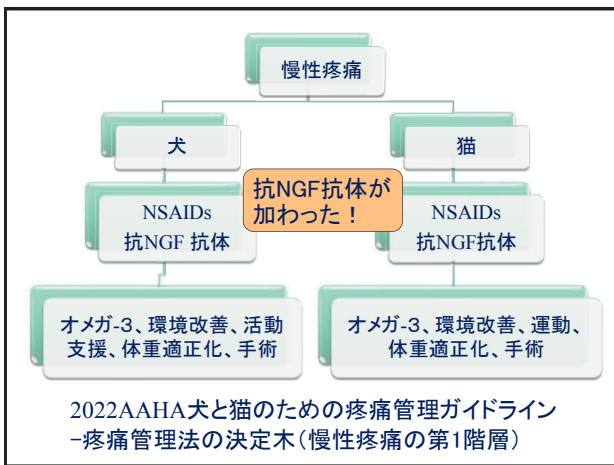 慢性疼痛
犬
猫
抗NGF抗体が
加わった！
NSAIDs
抗NGF 抗体
NSAIDs
抗NGF抗体
オメガ-３、環境改善、活動
支援、体重適正化、手術
オメガ-３、環境改善、運動、
体重適正化、手術
2022AAHA犬と猫のための疼痛管理ガイドライン
-疼痛管理法の決定木（慢性疼痛の第1階層）